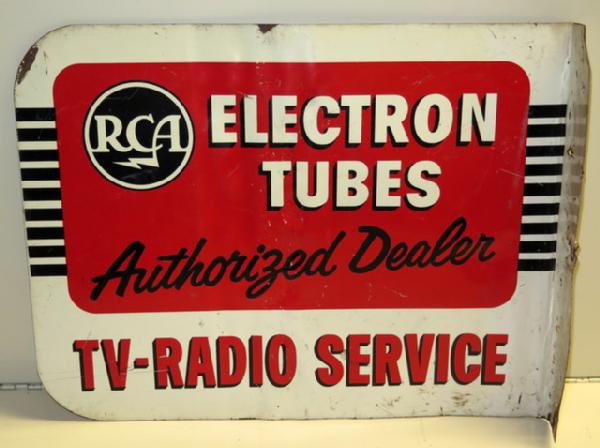 RCA
ELECTRON
TUBES
Authorized Dealer
TV-RADIO SERVICE